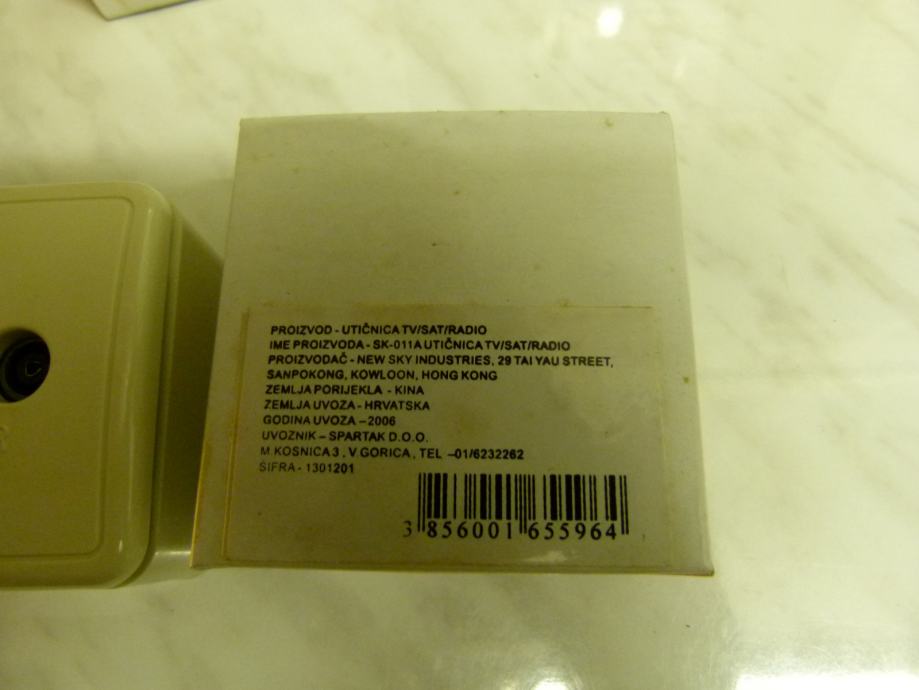 PROIZVOD - UTIČNICA TV/SAT/RADIO
IME PROIZVODA - SK-011A UTIČNICA TV/SAT/RADIO
PROIZVODAČ - NEW SKY INDUSTRIES, 29 TAI YAU STREET,
SANPOKONG, KOWLOON, HONG KONG
ZEMLJA PORIJEKLA - KINA
ZEMLJA UVOZA - HRVATSKA
GODINA UVOZA – 2006
UVOZNIK – SPARTAK D.O.O.
M KOSNICA 3 , V GORICA, TEL –01/6232262
ŠIFRA - 1301201
3 856001 655964